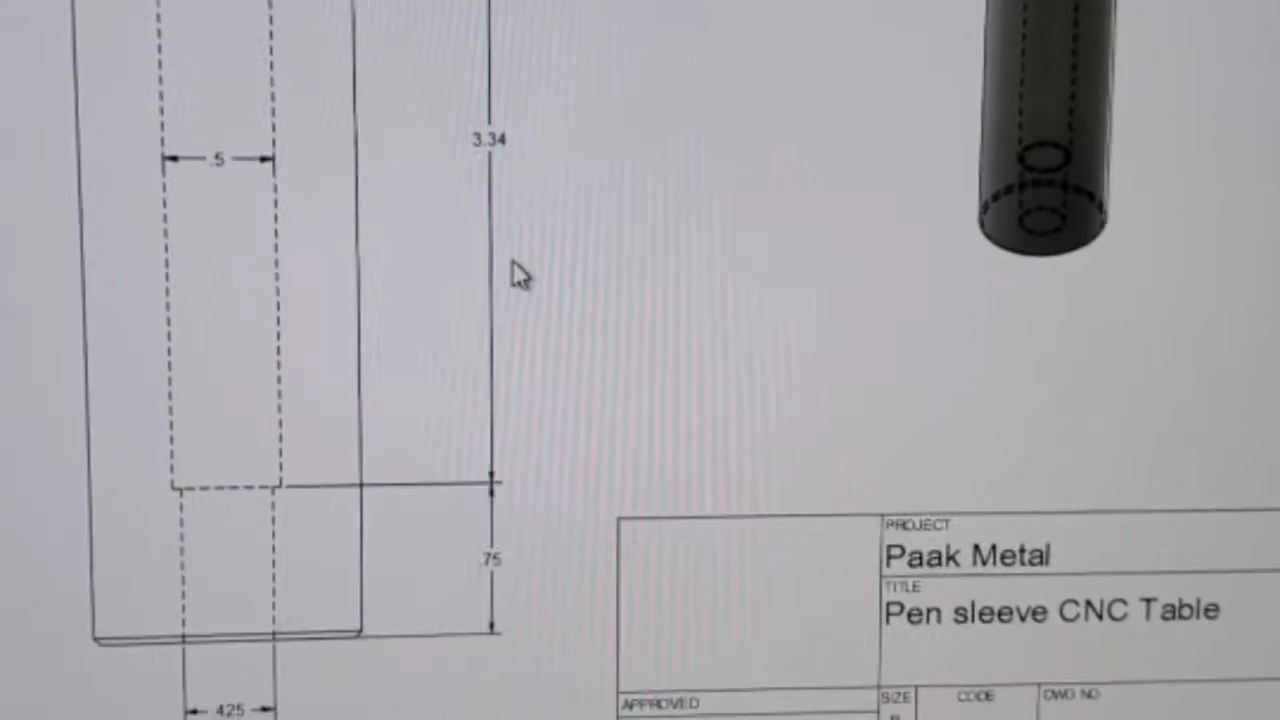 3.34
.5
.75
.425
PROJECT
Paak Metal
TITLE
Pen sleeve CNC Table
APPROVED
SIZE
CODE
DWG NO